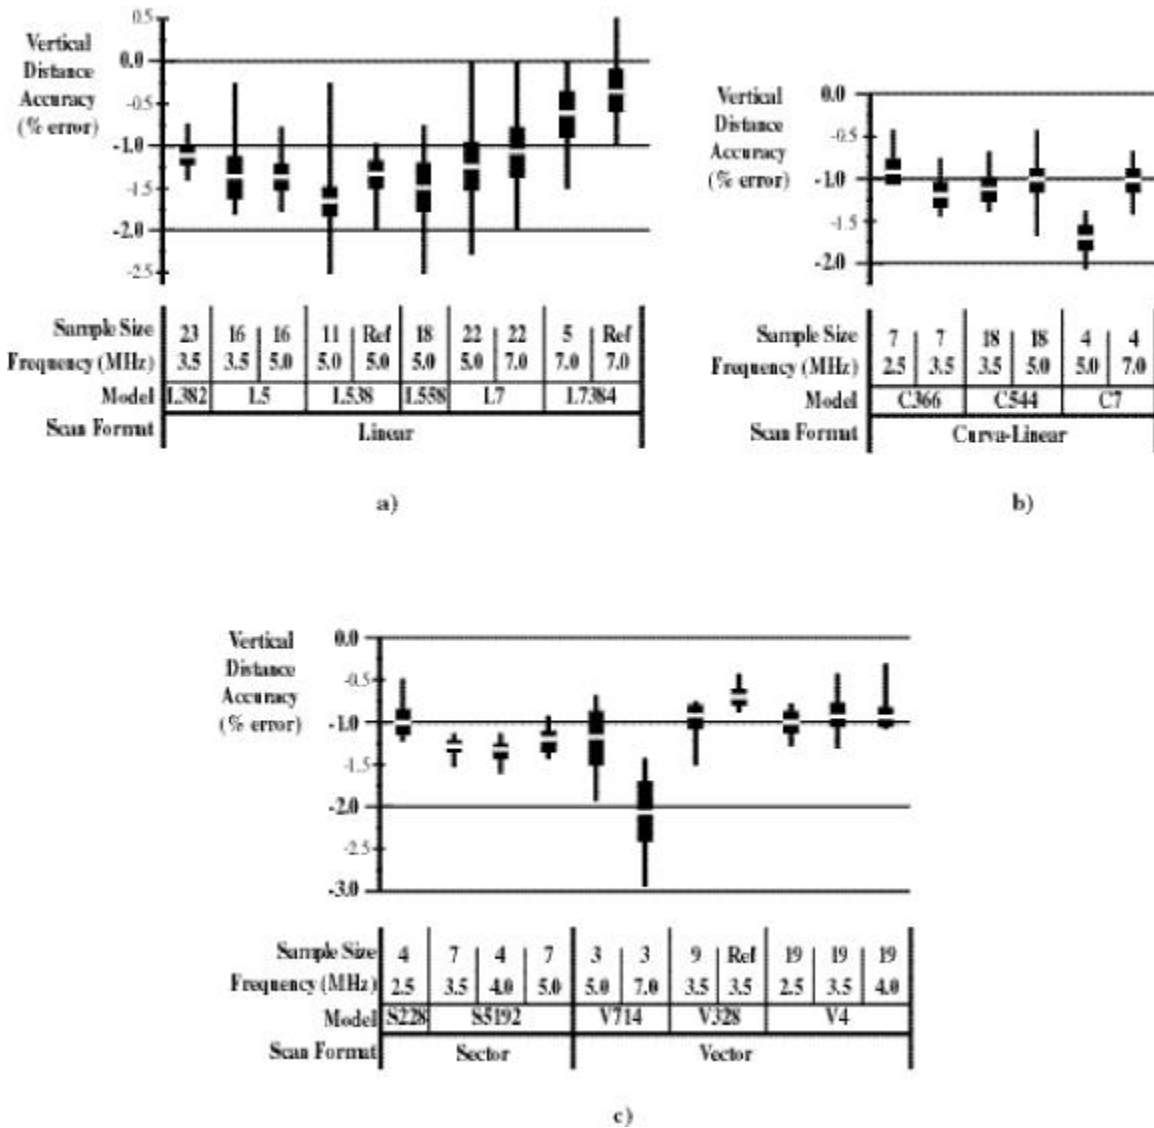 Vertical
Distance
Accuracy
(% error)
0.5
0.0
-0.5
-1.0
-1.5
-2.0
-2.5
Sample Size 23 16 16 11 Ref 18 22 22 5 Ref
Frequency (MHz) 3.5 3.5 5.0 5.0 5.0 5.0 5.0 7.0 7.0 7.0
Model L382 L5 L538 L558 L7 L7384
Scan Format Linear
a)
Vertical
Distance
Accuracy
(% error)
0.0
-0.5
-1.0
-1.5
-2.0
Sample Size 7 7 18 18 4 4
Frequency (MHz) 2.5 3.5 3.5 5.0 5.0 7.0
Model C366 C544 C7
Scan Format Curva-Linear
b)
Vertical
Distance
Accuracy
(% error)
0.0
-0.5
-1.0
-1.5
-2.0
-2.5
-3.0
Sample Size 4 7 4 7 3 3 9 Ref 19 19 19
Frequency (MHz) 2.5 3.5 4.0 5.0 5.0 7.0 3.5 3.5 2.5 3.5 4.0
Model S228 S5192 V714 V328 V4
Scan Format Sector Vector
c)